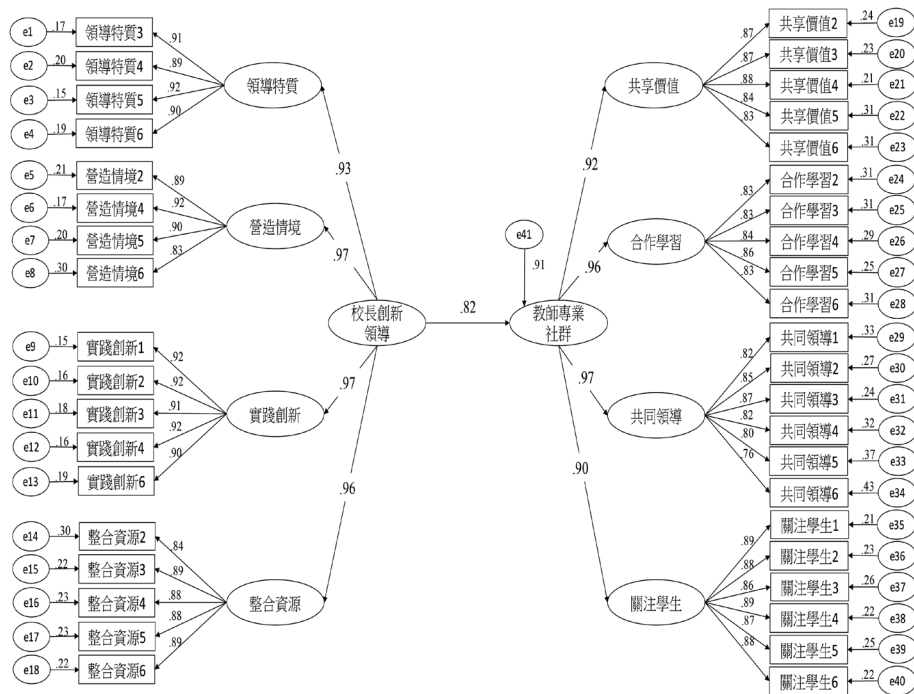 e1 .17 領導特質3 .91
e2 .20 領導特質4 .89
e3 .15 領導特質5 .92
e4 .19 領導特質6 .90
領導特質
.93
e5 .21 營造情境2 .89
e6 .17 營造情境4 .92
e7 .20 營造情境5 .90
e8 .30 營造情境6 .83
營造情境
.97
校長創新
領導
.82
e9 .15 實踐創新1 .92
e10 .16 實踐創新2 .92
e11 .18 實踐創新3 .91
e12 .16 實踐創新4 .92
e13 .19 實踐創新6 .90
實踐創新
.97
.96
e14 .30 整合資源2 .84
e15 .22 整合資源3 .89
e16 .23 整合資源4 .88
e17 .23 整合資源5 .88
e18 .22 整合資源6 .89
整合資源
e41
.91
教師專業
社群
.92
共享價值
.87 共享價值2 .24 e19
.87 共享價值3 .23 e20
.88 共享價值4 .21 e21
.84 共享價值5 .31 e22
.83 共享價值6 .31 e23
.96
合作學習
.83 合作學習2 .31 e24
.83 合作學習3 .31 e25
.84 合作學習4 .29 e26
.86 合作學習5 .25 e27
.83 合作學習6 .31 e28
.97
共同領導
.82 共同領導1 .33 e29
.85 共同領導2 .27 e30
.87 共同領導3 .24 e31
.82 共同領導4 .32 e32
.80 共同領導5 .37 e33
.76 共同領導6 .43 e34
.90
關注學生
.89 關注學生1 .21 e35
.88 關注學生2 .23 e36
.86 關注學生3 .26 e37
.89 關注學生4 .22 e38
.87 關注學生5 .25 e39
.88 關注學生6 .22 e40